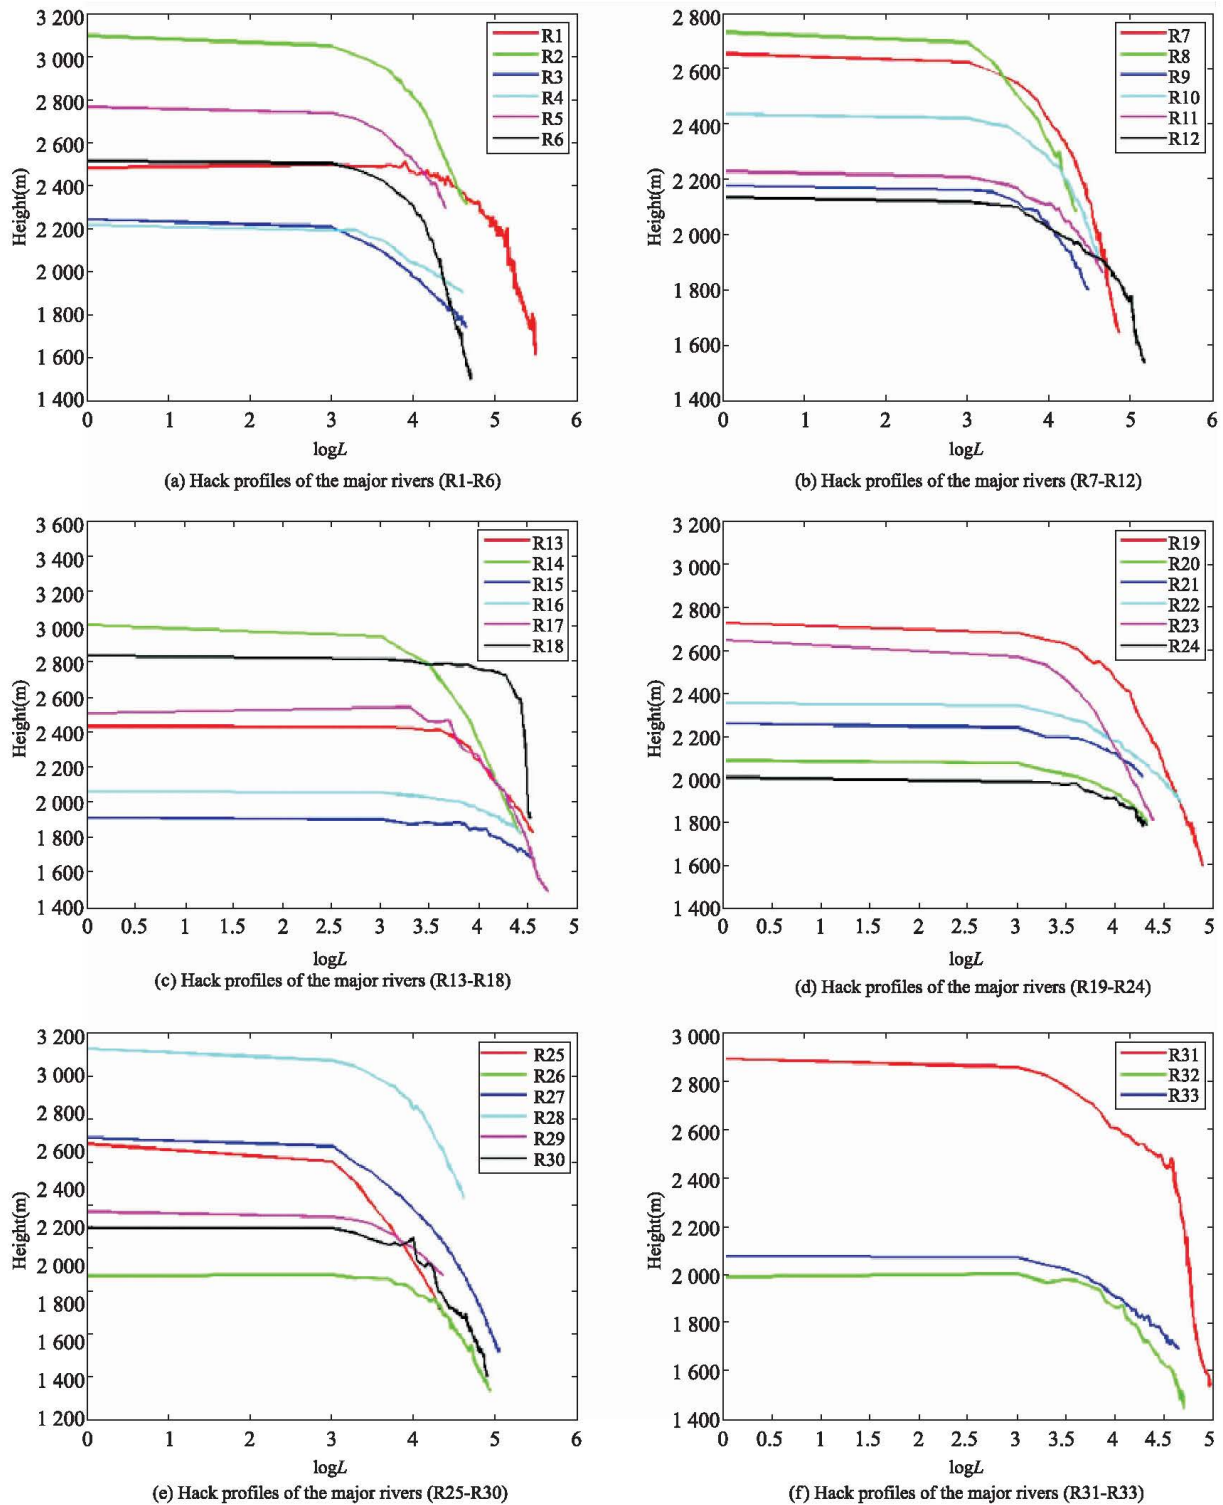 3 200
3 000
2 800
2 600
2 400
2 200
2 000
1 800
1 600
1 400
Height(m)
R1
R2
R3
R4
R5
R6
0 1 2 3 4 5 6
logL
(a) Hack profiles of the major rivers (R1-R6)
2 800
2 600
2 400
2 200
2 000
1 800
1 600
1 400
Height(m)
R7
R8
R9
R10
R11
R12
0 1 2 3 4 5 6
logL
(b) Hack profiles of the major rivers (R7-R12)
3 600
3 400
3 200
3 000
2 800
2 600
2 400
2 200
2 000
1 800
1 600
1 400
Height(m)
R13
R14
R15
R16
R17
R18
0 0.5 1 1.5 2 2.5 3 3.5 4 4.5 5
logL
(c) Hack profiles of the major rivers (R13-R18)
3 200
3 000
2 800
2 600
2 400
2 200
2 000
1 800
1 600
1 400
Height(m)
R19
R20
R21
R22
R23
R24
0 0.5 1 1.5 2 2.5 3 3.5 4 4.5 5
logL
(d) Hack profiles of the major rivers (R19-R24)
3 200
3 000
2 800
2 600
2 400
2 200
2 000
1 800
1 600
1 400
1 200
Height(m)
R25
R26
R27
R28
R29
R30
0 1 2 3 4 5 6
logL
(e) Hack profiles of the major rivers (R25-R30)
3 000
2 800
2 600
2 400
2 200
2 000
1 800
1 600
1 400
Height(m)
R31
R32
R33
0 0.5 1 1.5 2 2.5 3 3.5 4 4.5 5
logL
(f) Hack profiles of the major rivers (R31-R33)